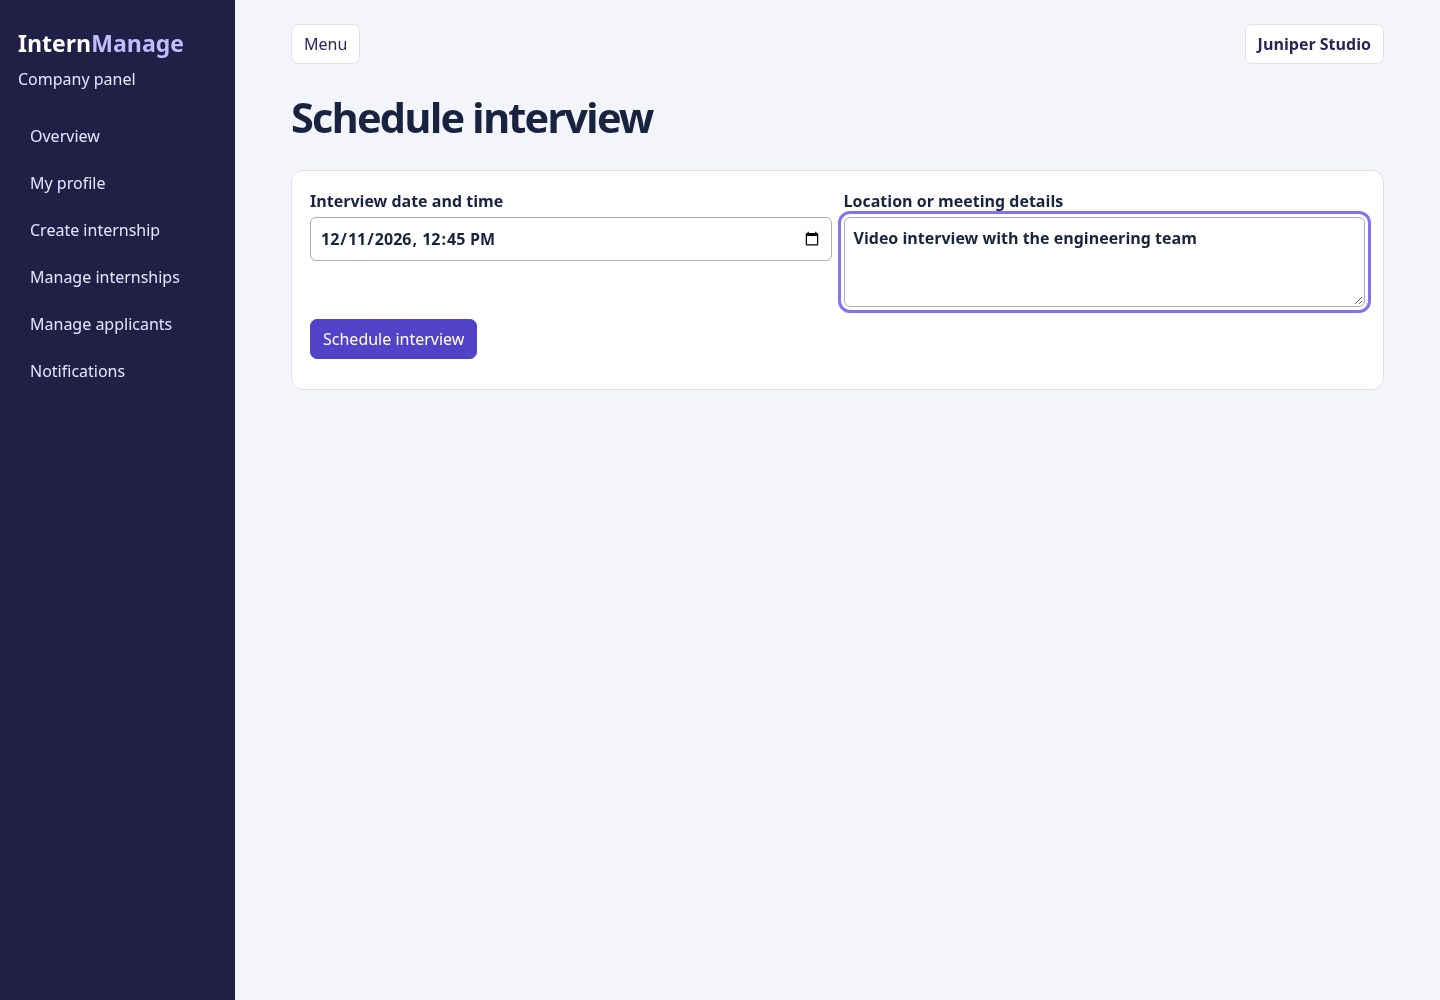 InternManage
Company panel
Overview
My profile
Create internship
Manage internships
Manage applicants
Notifications
Menu
Juniper Studio
Schedule interview
Interview date and time
12/11/2026, 12:45 PM
Location or meeting details
Video interview with the engineering team
Schedule interview